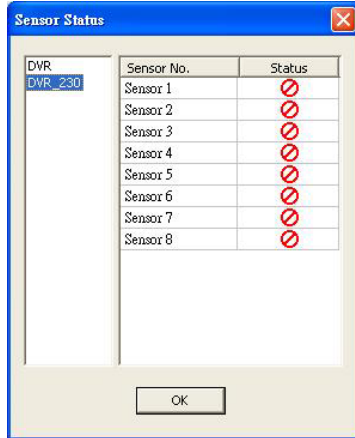 Sensor Status
DVR
DVR_230
Sensor No. Status
Sensor 1
Sensor 2
Sensor 3
Sensor 4
Sensor 5
Sensor 6
Sensor 7
Sensor 8
OK